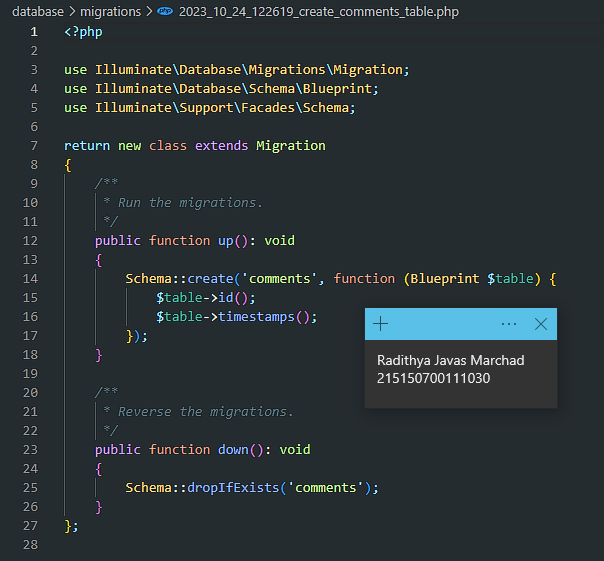 database > migrations > php 2023_10_24_122619_create_comments_table.php
1 <?php
2
3 use Illuminate\Database\Migrations\Migration;
4 use Illuminate\Database\Schema\Blueprint;
5 use Illuminate\Support\Facades\Schema;
6
7 return new class extends Migration
8 {
9     /**
10      * Run the migrations.
11      */
12     public function up(): void
13     {
14         Schema::create('comments', function (Blueprint $table) {
15             $table->id();
16             $table->timestamps();
17         });
18     }
19
20     /**
21      * Reverse the migrations.
22      */
23     public function down(): void
24     {
25         Schema::dropIfExists('comments');
26     }
27 };
28
Radithya Javas Marchad
215150700111030